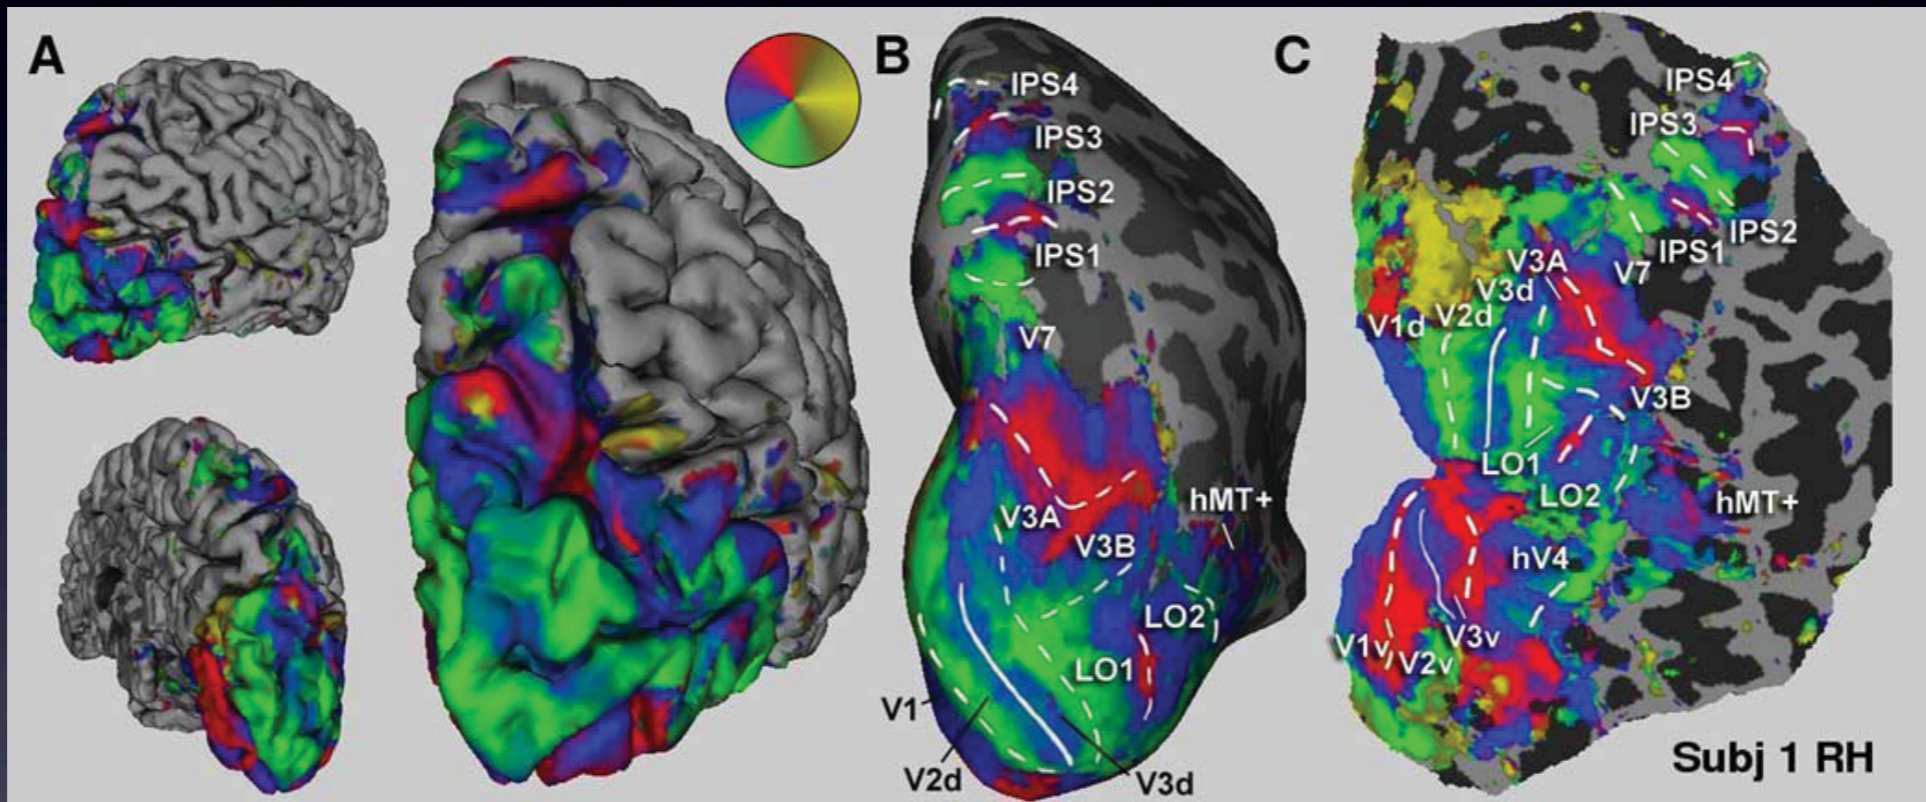 A
B
C
IPS4
IPS3
IPS2
IPS1
V7
V3A
V3B
hMT+
LO2
LO1
V1
V2d
V3d
IPS4
IPS3
IPS2
IPS1
V7
V3A
V3d
V2d
V1d
V3B
LO1
LO2
hMT+
hV4
V3v
V1v
V2v
Subj 1 RH